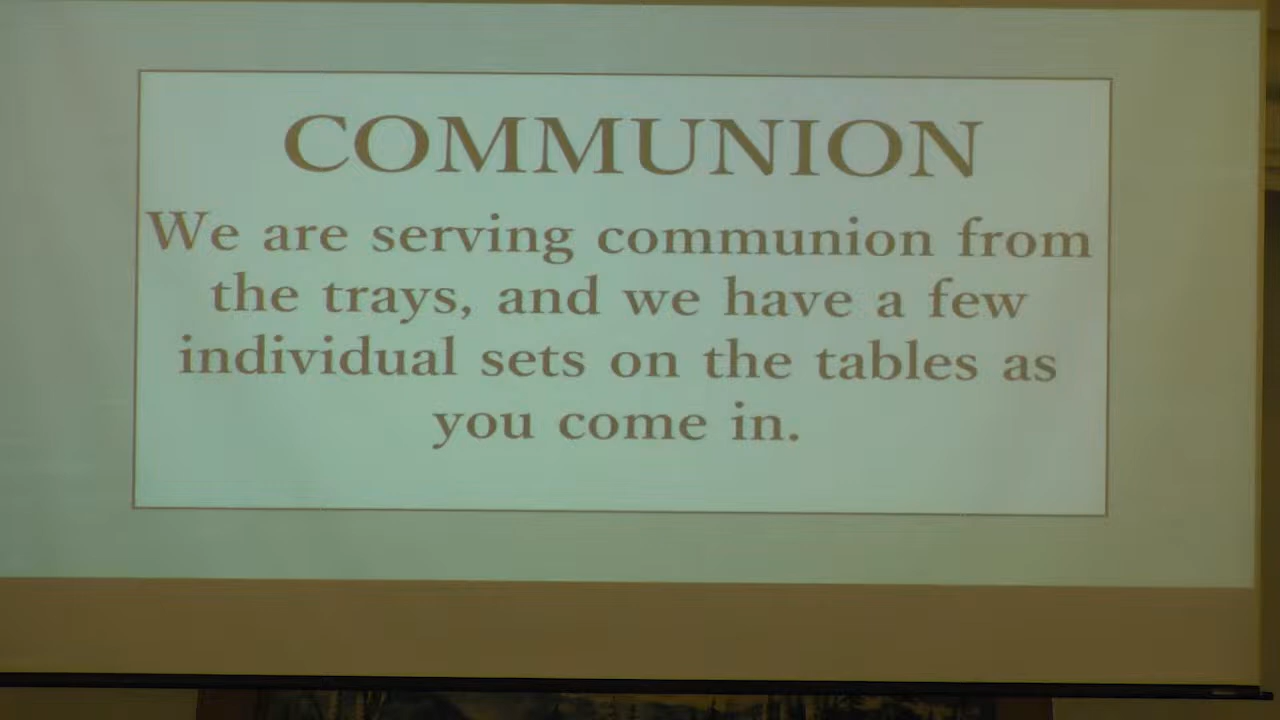 COMMUNION
We are serving communion from
the trays, and we have a few
individual sets on the tables as
you come in.